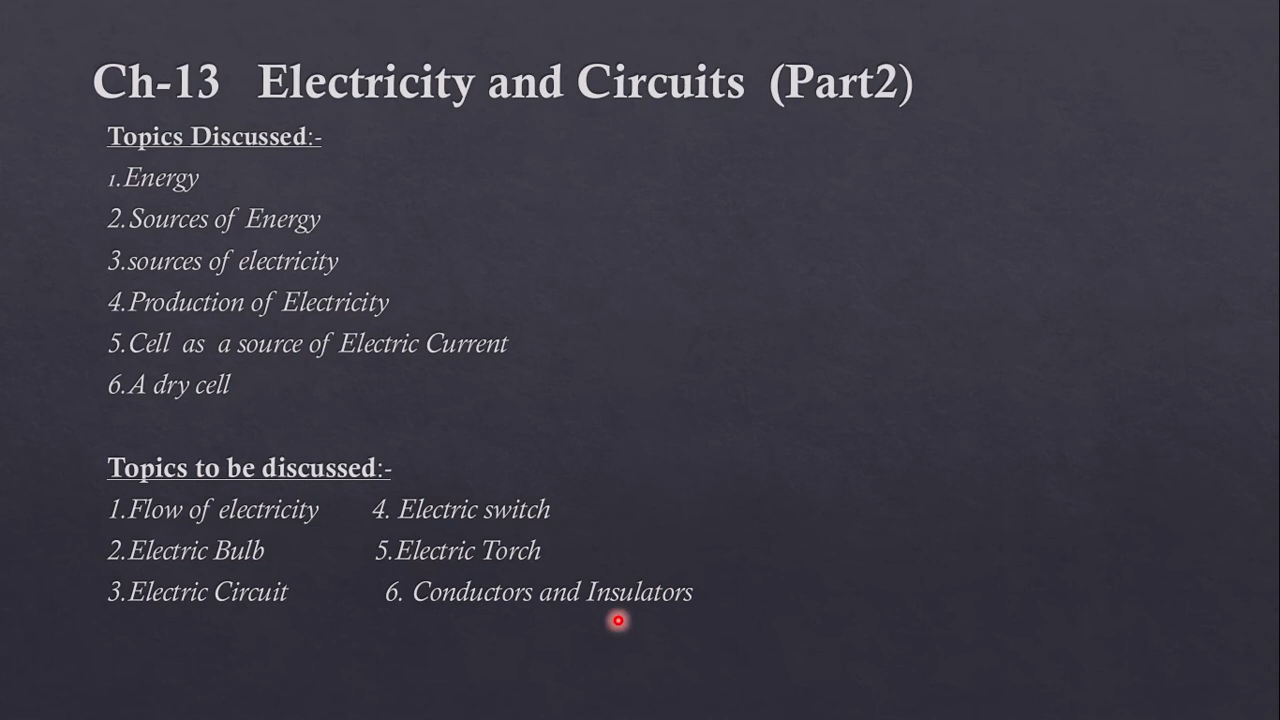 Ch-13 Electricity and Circuits (Part2)
Topics Discussed:-
1.Energy
2.Sources of Energy
3.sources of electricity
4.Production of Electricity
5.Cell as a source of Electric Current
6.A dry cell
Topics to be discussed:-
1.Flow of electricity 4. Electric switch
2.Electric Bulb 5.Electric Torch
3.Electric Circuit 6. Conductors and Insulators